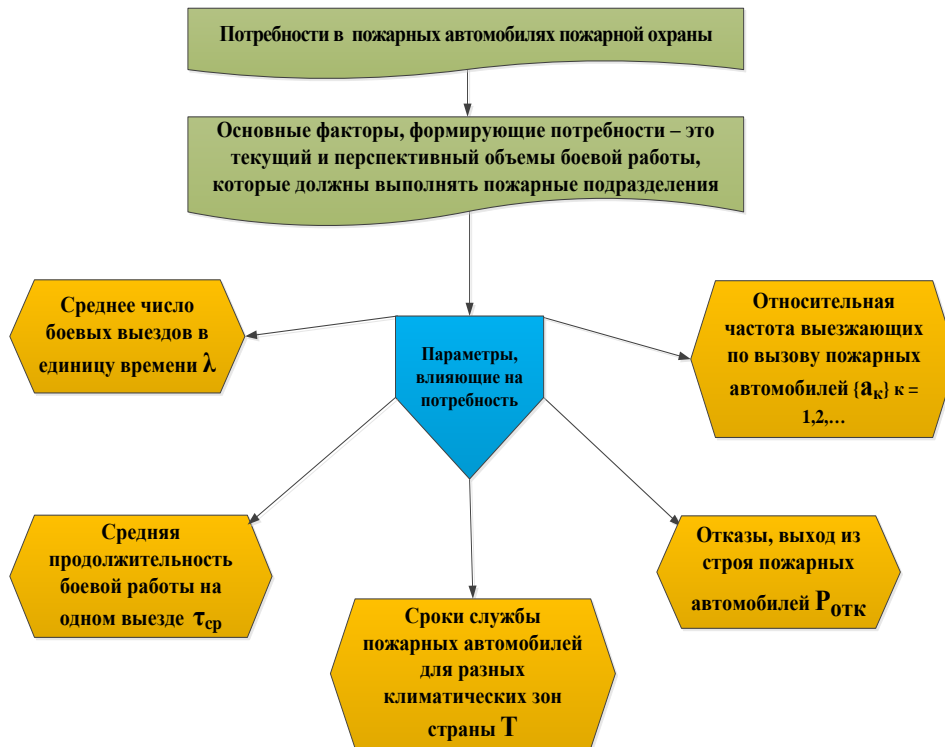 Потребности в пожарных автомобилях пожарной охраны
Основные факторы, формирующие потребности – это
текущий и перспективный объемы боевой работы,
которые должны выполнять пожарные подразделения
Среднее число
боевых выездов в
единицу времени λ
Параметры,
влияющие на
потребность
Относительная
частота выезжающих
по вызову пожарных
автомобилей {aк} к =
1,2,...
Средняя
продолжительность
боевой работы на
одном выезде τср
Сроки службы
пожарных автомобилей
для разных
климатических зон
страны T
Отказы, выход из
строя пожарных
автомобилей Pотк